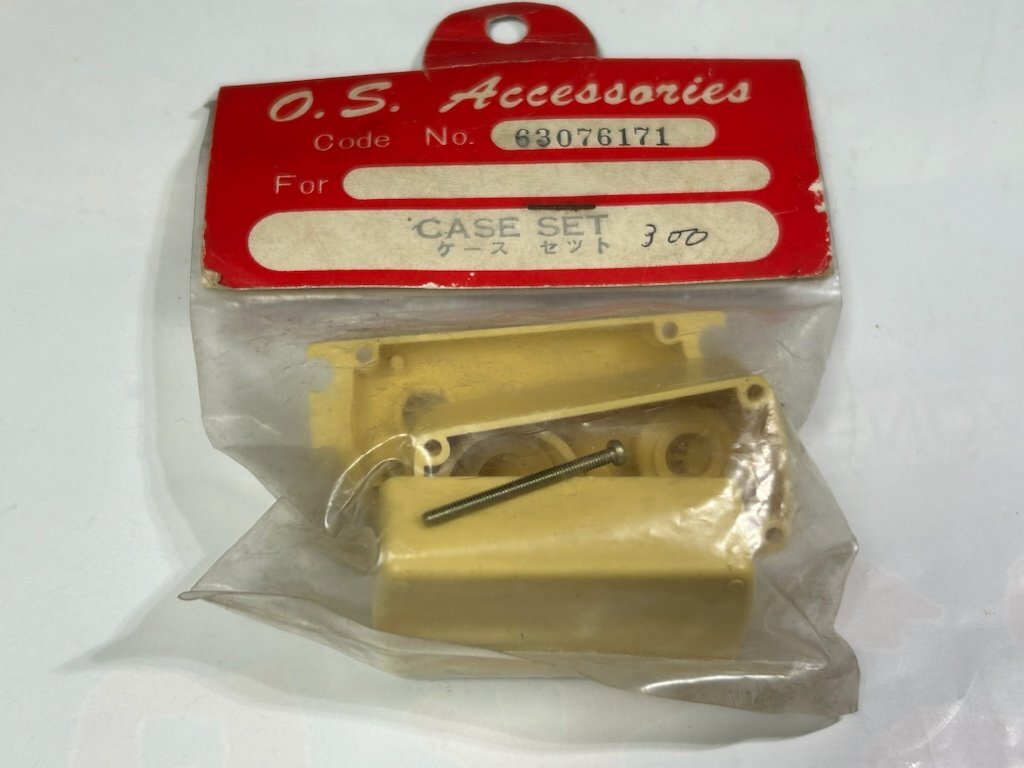 O.S. Accessories
Code No. 63076171
For
CASE SET
ケース セット 300